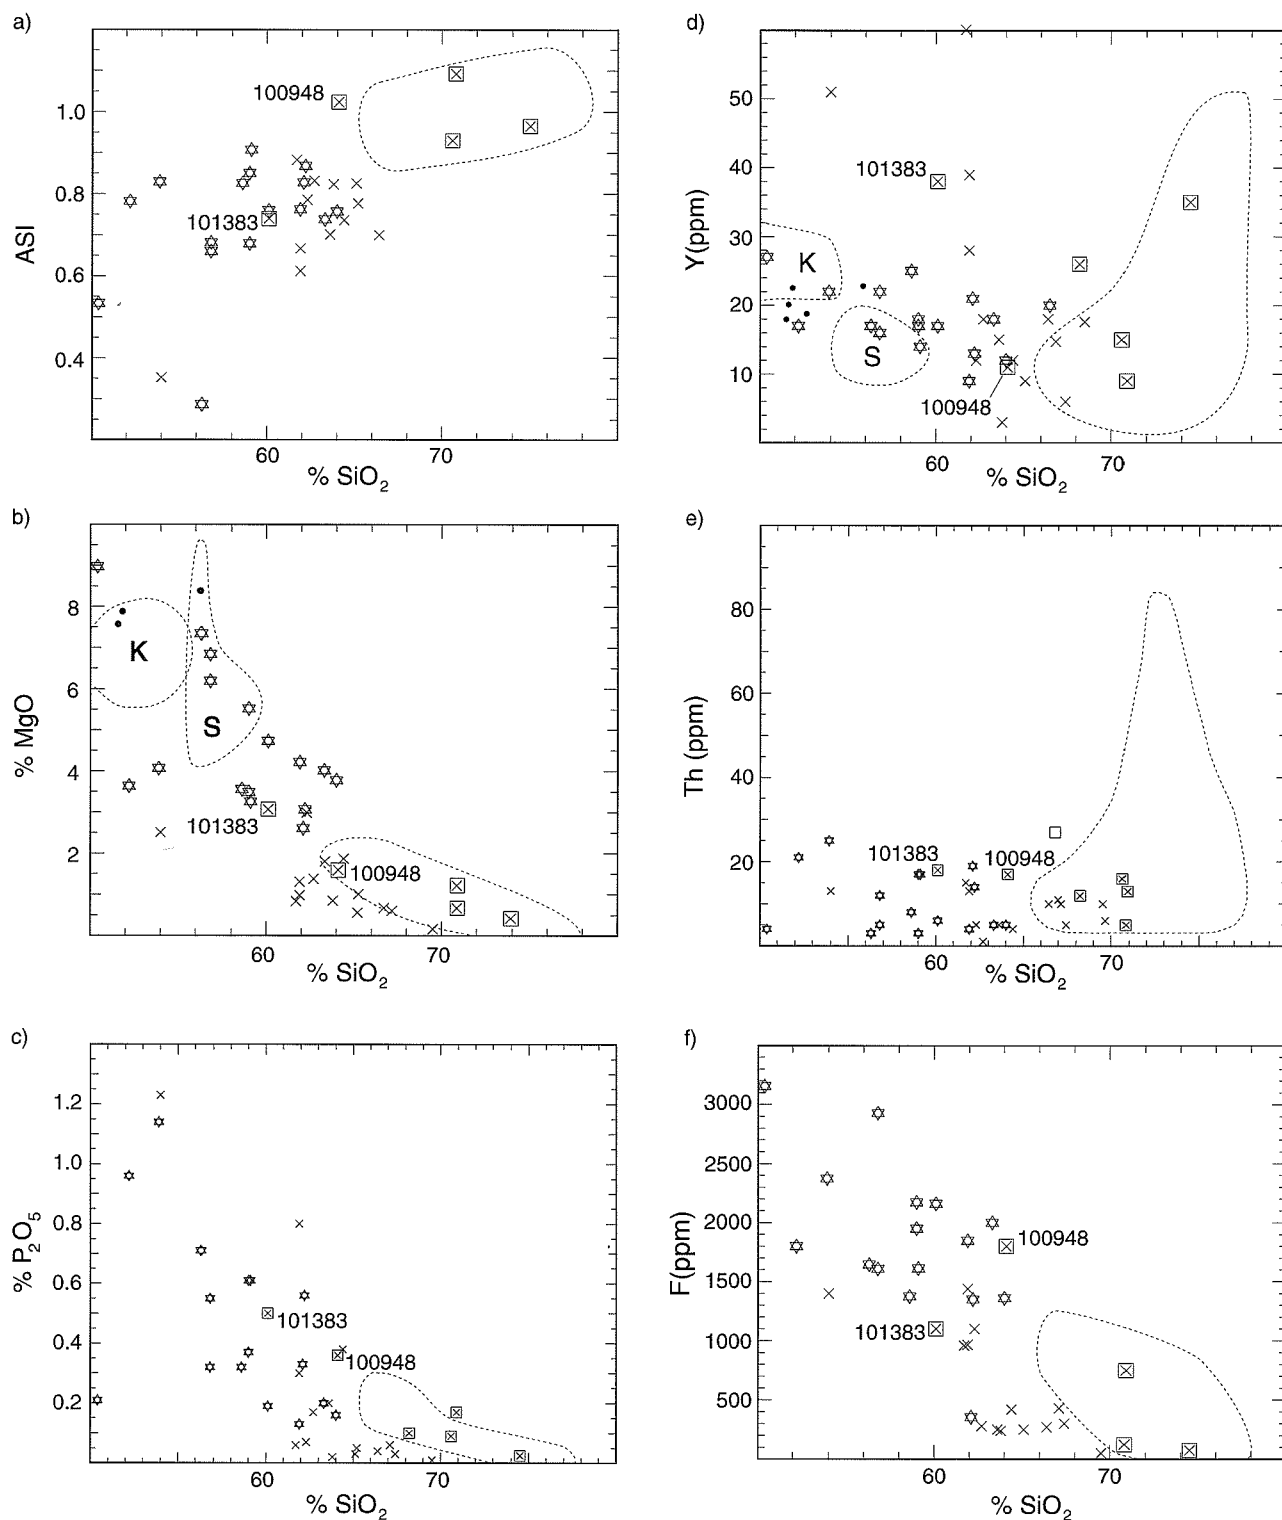 a)
ASI
1.0
0.8
0.6
0.4
100948
101383
60
70
% SiO₂
b)
% MgO
8
6
4
2
K
S
101383
100948
60
70
% SiO₂
c)
% P₂O₅
1.2
1.0
0.8
0.6
0.4
0.2
101383
100948
60
70
% SiO₂
d)
Y(ppm)
50
40
30
20
10
K
S
101383
100948
60
70
% SiO₂
e)
Th (ppm)
80
60
40
20
101383
100948
60
70
% SiO₂
f)
F(ppm)
3000
2500
2000
1500
1000
500
100948
101383
60
70
% SiO₂